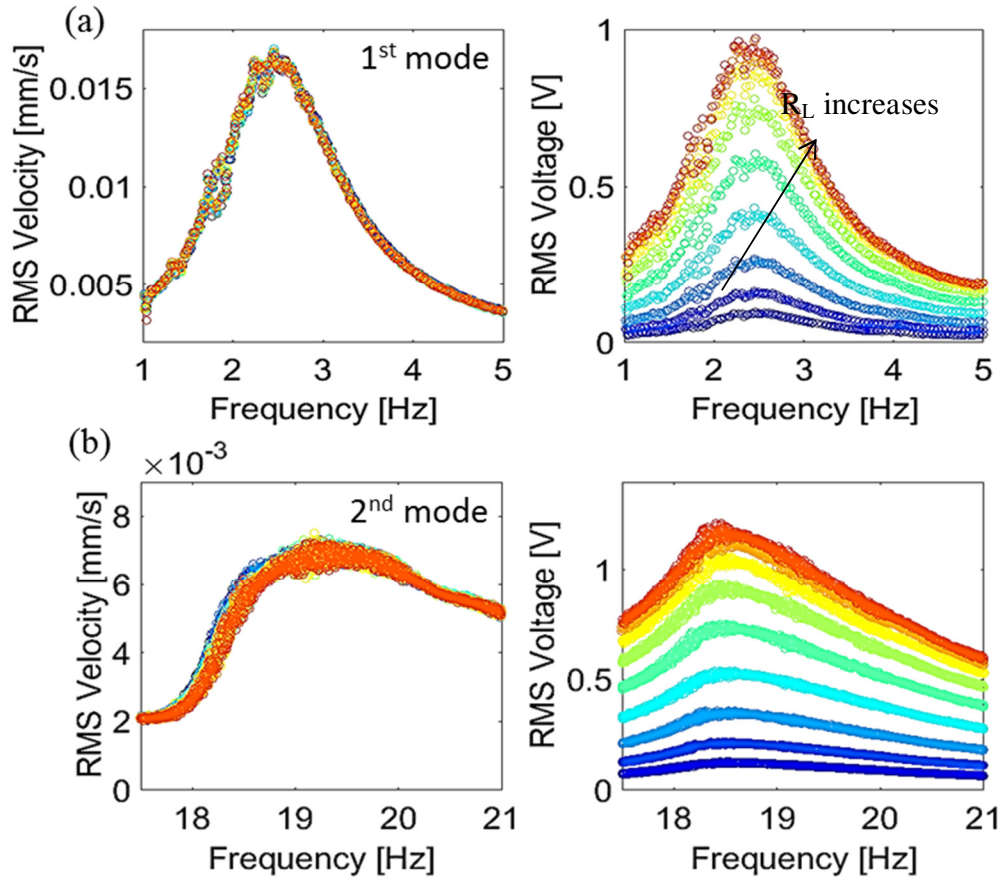 (a)
1st mode
RMS Velocity [mm/s]
0.015
0.01
0.005
1 2 3 4 5
Frequency [Hz]
RL increases
RMS Voltage [V]
1
0.5
0
1 2 3 4 5
Frequency [Hz]
(b)
×10-3
2nd mode
RMS Velocity [mm/s]
8
6
4
2
0
18 19 20 21
Frequency [Hz]
RMS Voltage [V]
1
0.5
0
18 19 20 21
Frequency [Hz]